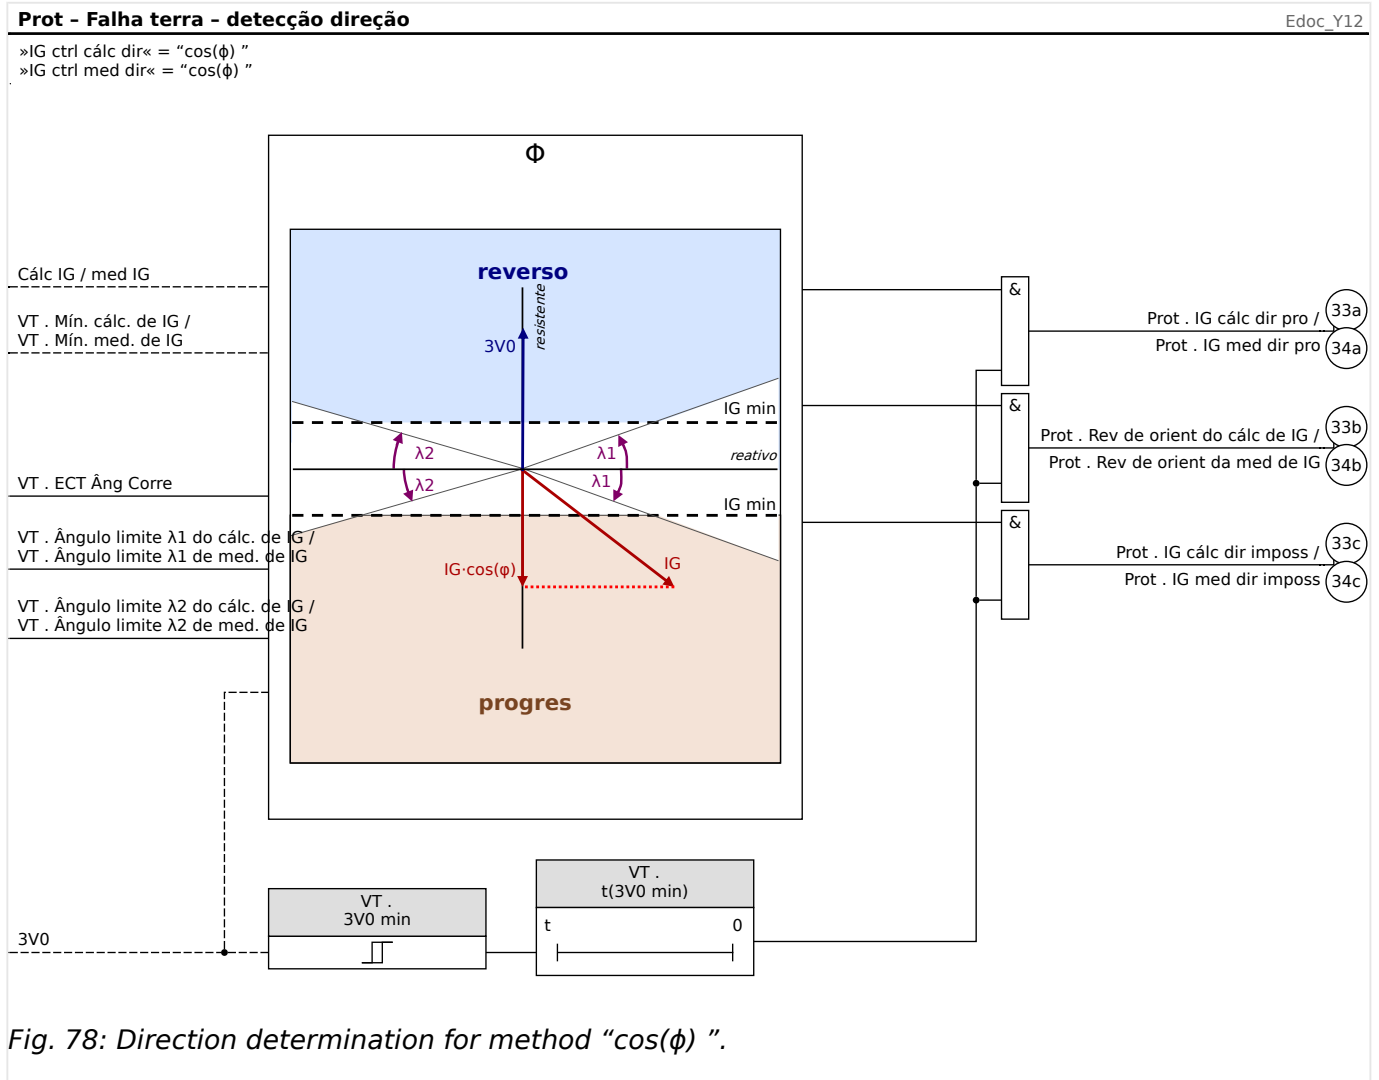 Prot – Falha terra – detecção direção
Edoc_Y12
»IG ctrl cálc dir« = “cos(ϕ) ”
»IG ctrl med dir« = “cos(ϕ) ”
Φ
Cálc IG / med IG
VT . Mín. cálc. de IG /
VT . Mín. med. de IG
VT . ECT Âng Corre
VT . Ângulo limite λ1 do cálc. de IG /
VT . Ângulo limite λ1 de med. de IG
VT . Ângulo limite λ2 do cálc. de IG /
VT . Ângulo limite λ2 de med. de IG
reverso
resistente
3V0
IG min
λ2
λ1
reativo
λ2
λ1
IG min
IG·cos(φ)
IG
progres
&
Prot . IG cálc dir pro /
33a
Prot . IG med dir pro
34a
&
Prot . Rev de orient do cálc de IG /
33b
Prot . Rev de orient da med de IG
34b
&
Prot . IG cálc dir imposs /
33c
Prot . IG med dir imposs
34c
3V0
VT .
3V0 min
VT .
t(3V0 min)
t
0
Fig. 78: Direction determination for method “cos(ϕ) ”.